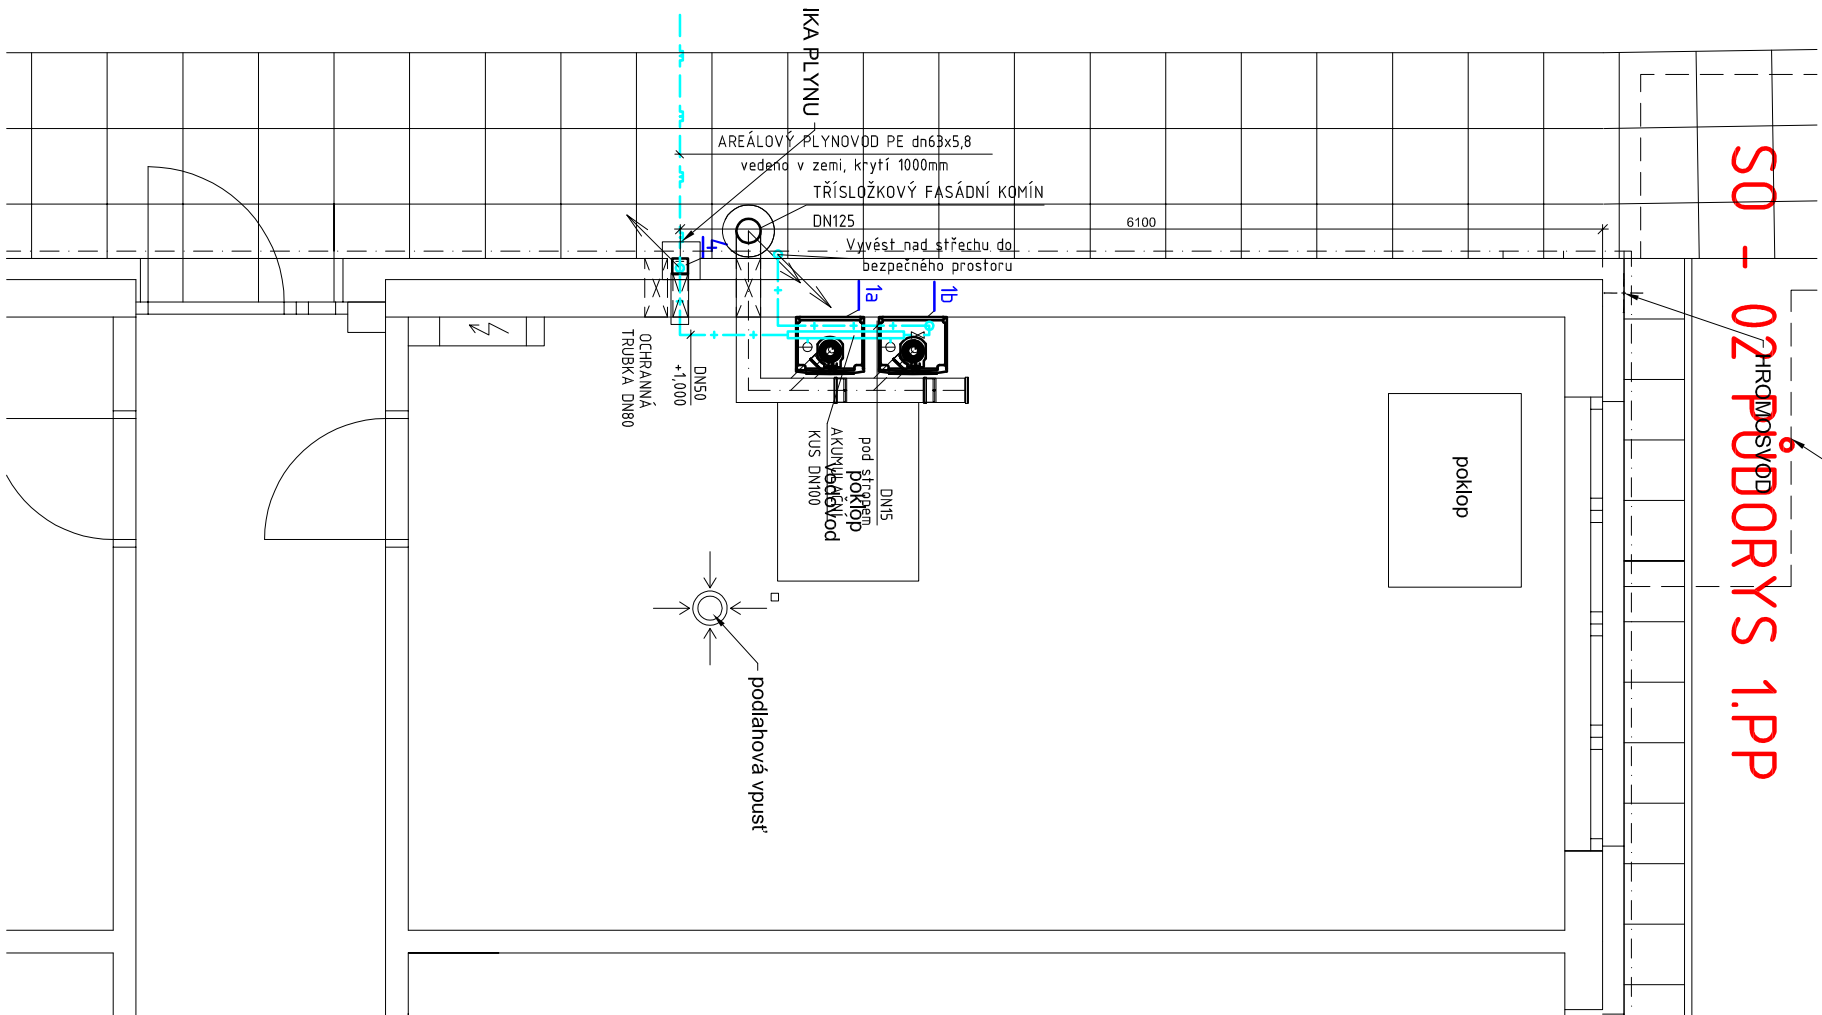 IKA PLYNU
AREÁLOVÝ PLYNOVOD PE dn63x5,8
vedeno v zemi, krytí 1000mm
TŘÍSLOŽKOVÝ FASÁDNÍ KOMÍN
DN125
6100
Vyvést nad střechu do
bezpečného prostoru
4
1a
1b
OCHRANNÁ
TRUBKA DN80
DN50
+1,000
AKUMULAČNÍ
KUS DN100
vodovod
poklop
DN15
pod stropem
poklop
podlahová vpusť
HROMOSVOD
SO - 02 PŮDORYS 1.PP